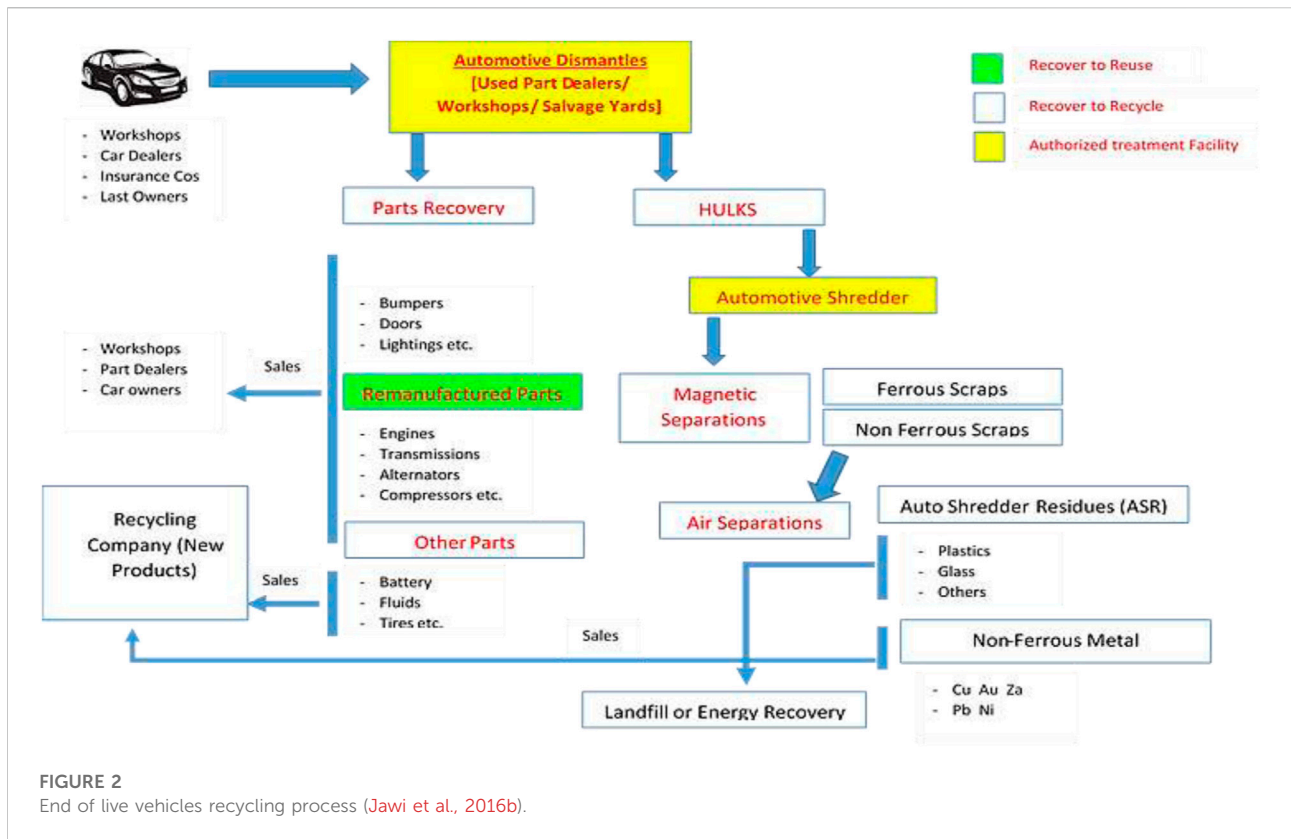 Automotive Dismantles
[Used Part Dealers/
Workshops/ Salvage Yards]
Recover to Reuse
Recover to Recycle
Authorized treatment Facility
- Workshops
- Car Dealers
- Insurance Cos
- Last Owners
Parts Recovery
HULKS
Automotive Shredder
- Bumpers
- Doors
- Lightings etc.
- Workshops
- Part Dealers
- Car owners
Sales
Remanufactured Parts
- Engines
- Transmissions
- Alternators
- Compressors etc.
Magnetic
Separations
Ferrous Scraps
Non Ferrous Scraps
Air Separations
Auto Shredder Residues (ASR)
- Plastics
- Glass
- Others
Recycling
Company (New
Products)
Other Parts
Sales
- Battery
- Fluids
- Tires etc.
Sales
Non-Ferrous Metal
- Cu Au Za
- Pb Ni
Landfill or Energy Recovery
FIGURE 2
End of live vehicles recycling process (Jawi et al., 2016b).